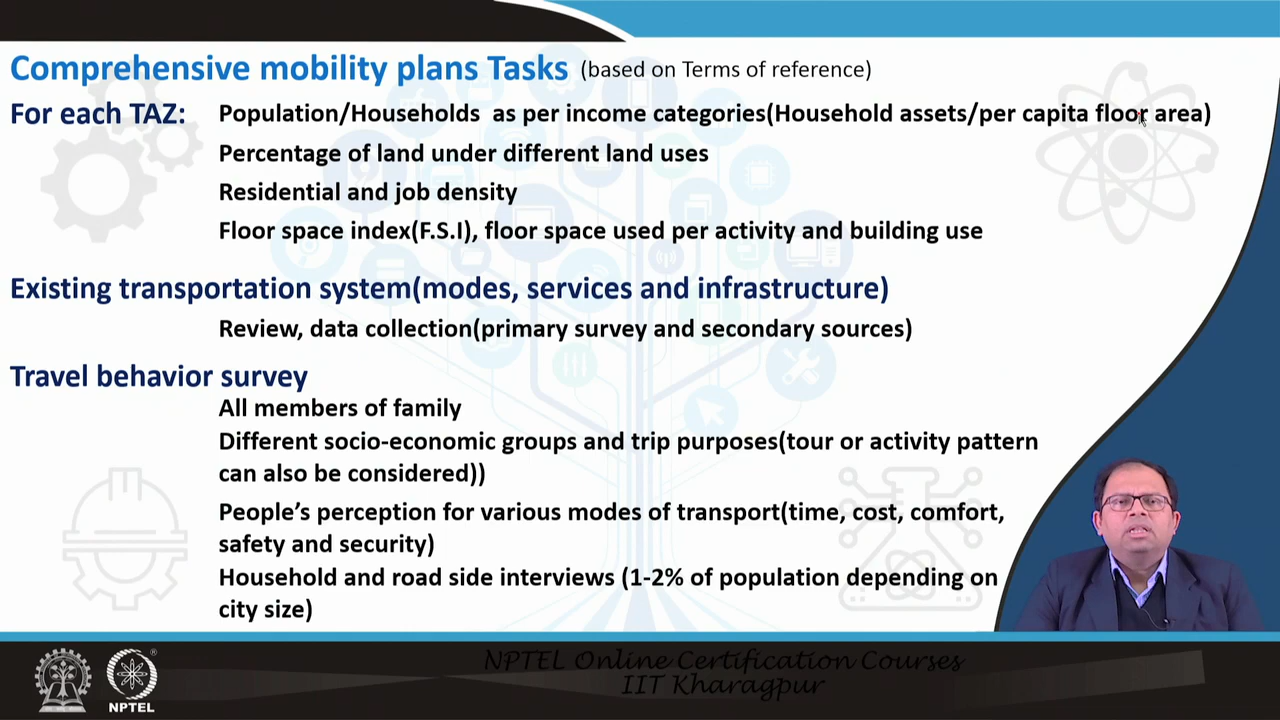 Comprehensive mobility plans Tasks (based on Terms of reference)
For each TAZ: Population/Households as per income categories(Household assets/per capita floor area)
Percentage of land under different land uses
Residential and job density
Floor space index(F.S.I), floor space used per activity and building use
Existing transportation system(modes, services and infrastructure)
Review, data collection(primary survey and secondary sources)
Travel behavior survey
All members of family
Different socio-economic groups and trip purposes(tour or activity pattern
can also be considered))
People's perception for various modes of transport(time, cost, comfort,
safety and security)
Household and road side interviews (1-2% of population depending on
city size)
NPTEL Online Certification Courses
IIT Kharagpur
NPTEL